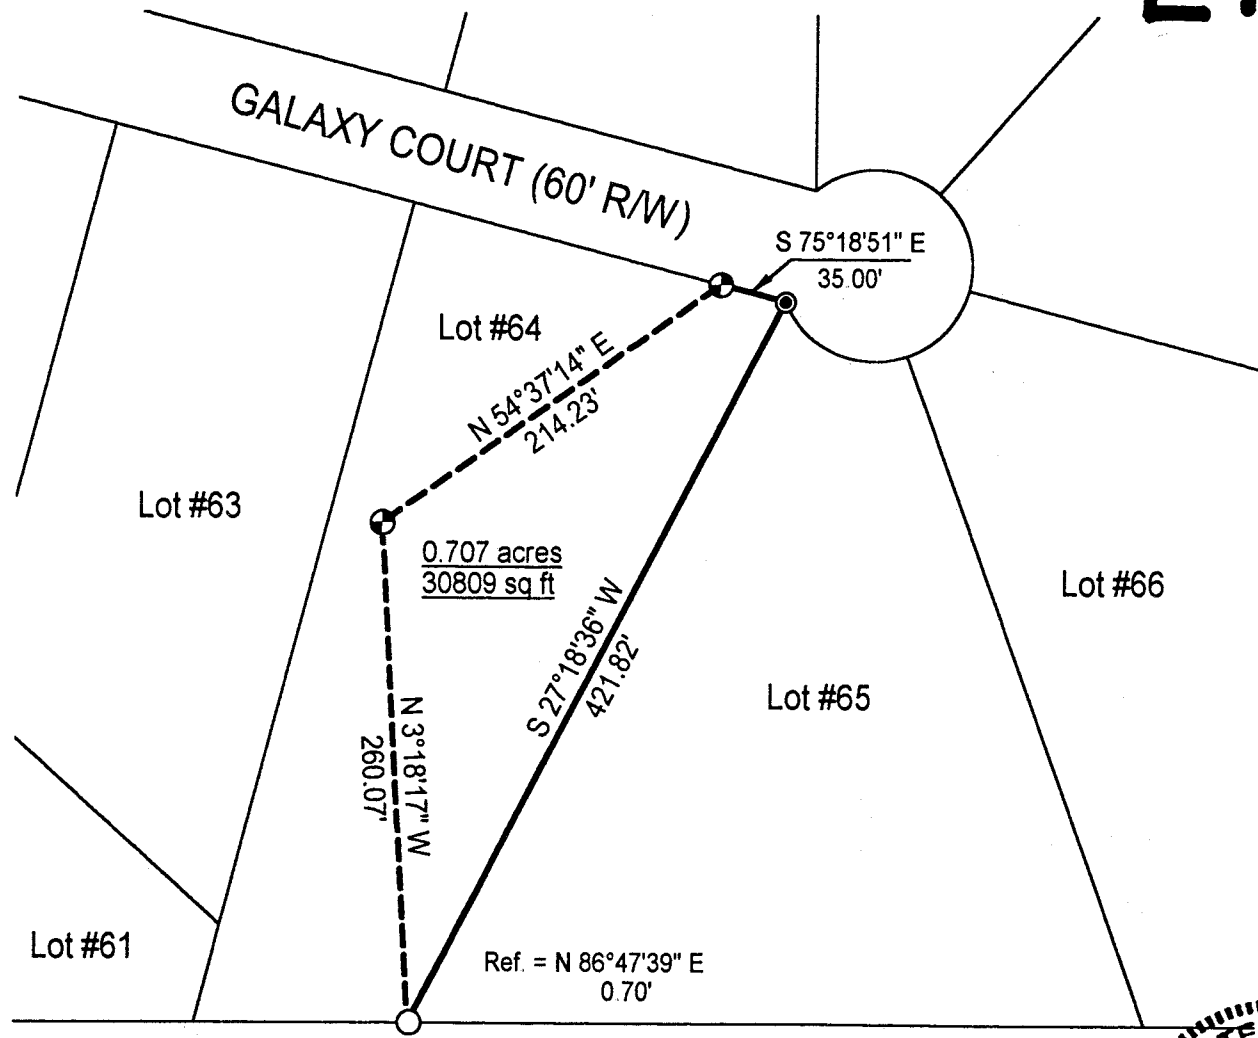 GALAXY COURT (60' R/W)
S 75°18'51" E
35.00'
Lot #64
N 54°37'14" E
214.23'
Lot #63
0.707 acres
30809 sq ft
Lot #66
S 27°18'36" W
421.82'
Lot #65
N 3°18'17" W
260.07'
Lot #61
Ref. = N 86°47'39" E
0.70'